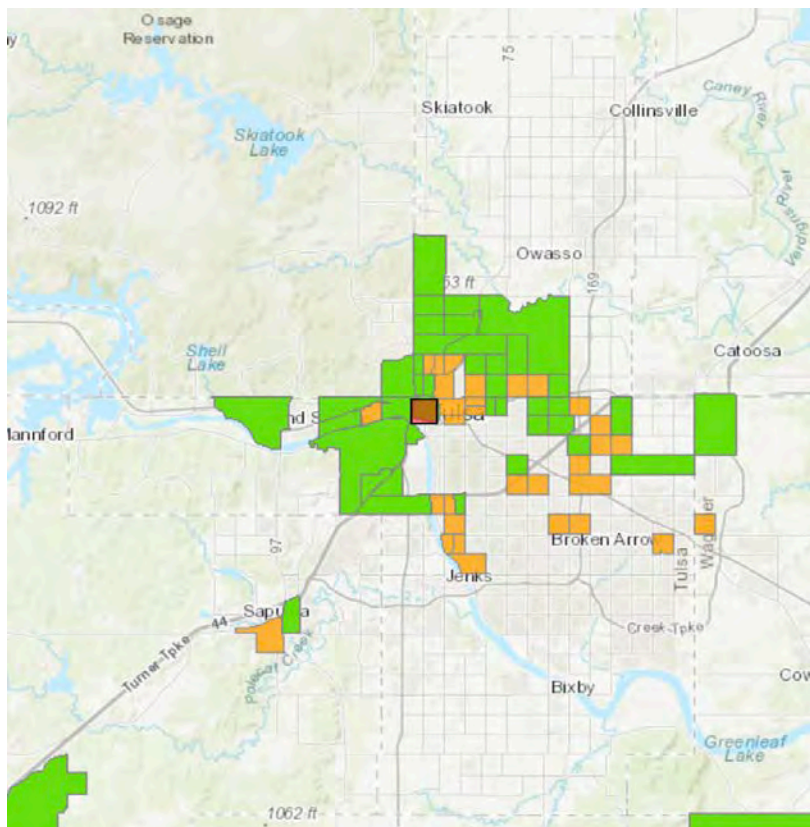 Osage
Reservation
75
Skiatook
Collinsville
Caney River
Skiatook
Lake
Verdigris River
1092 ft
Owasso
53 ft
169
Shell
Lake
Catoosa
nd S
Tulsa
Mannford
Wagoner
Broken Arrow
97
Tulsa
Jenks
Sapulpa
44
Turner-Tpke
Polecat Creek
Creek-Tpke
Bixby
Cow
Greenleaf
Lake
1062 ft